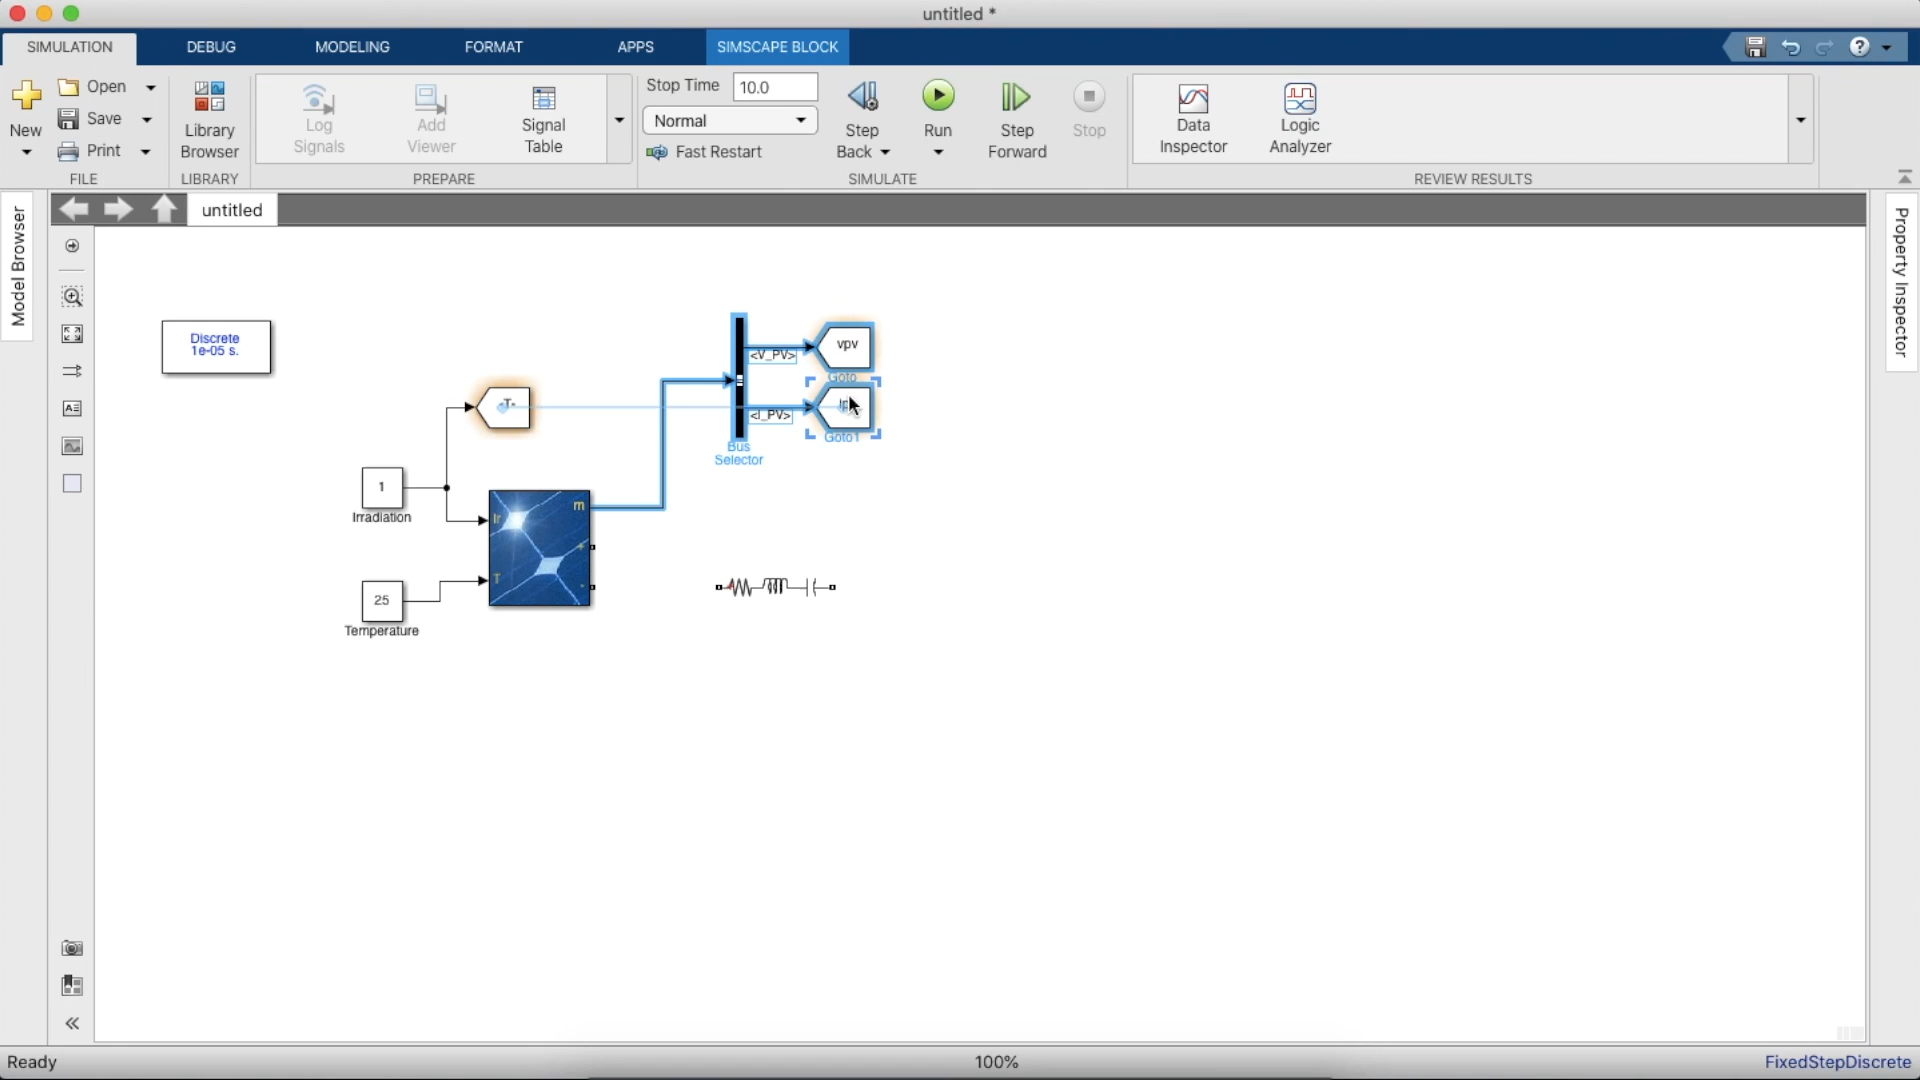 untitled *
SIMULATION DEBUG MODELING FORMAT APPS SIMSCAPE BLOCK
New
Open
Save
Print
FILE
Library
Browser
LIBRARY
Log
Signals
Add
Viewer
Signal
Table
PREPARE
Stop Time 10.0
Normal
Fast Restart
Step
Back
Run
Step
Forward
Stop
SIMULATE
Data
Inspector
Logic
Analyzer
REVIEW RESULTS
Model Browser
untitled
Property Inspector
Discrete
1e-05 s.
<V_PV>
vpv
Goto
<I_PV>
Goto1
Bus
Selector
1
Irradiation
Ir
m
+
T
-
25
Temperature
Ready
100%
FixedStepDiscrete